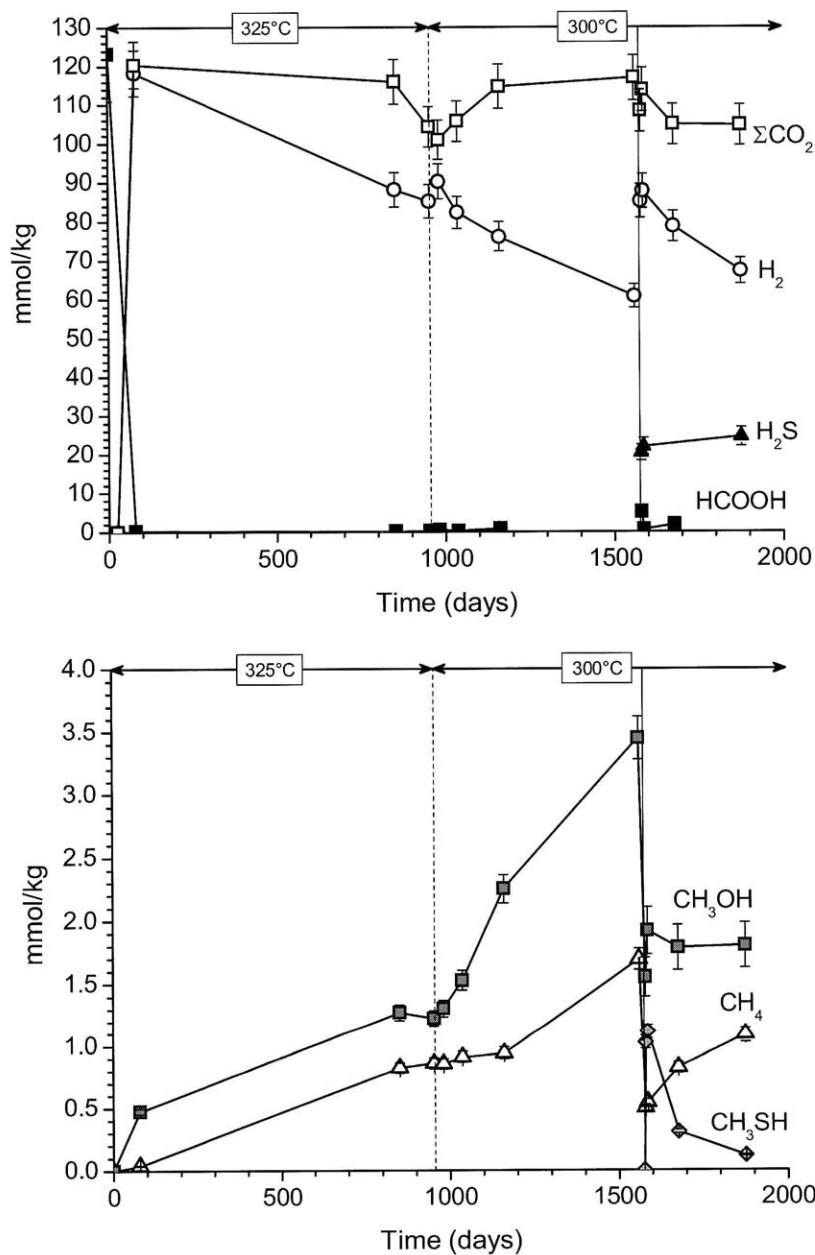 325°C
300°C
130
120
110
100
90
80
70
60
50
40
30
20
10
0
mmol/kg
ΣCO₂
H₂
H₂S
HCOOH
0
500
1000
1500
2000
Time (days)
325°C
300°C
4.0
3.5
3.0
2.5
2.0
1.5
1.0
0.5
0.0
mmol/kg
CH₃OH
CH₄
CH₃SH
0
500
1000
1500
2000
Time (days)